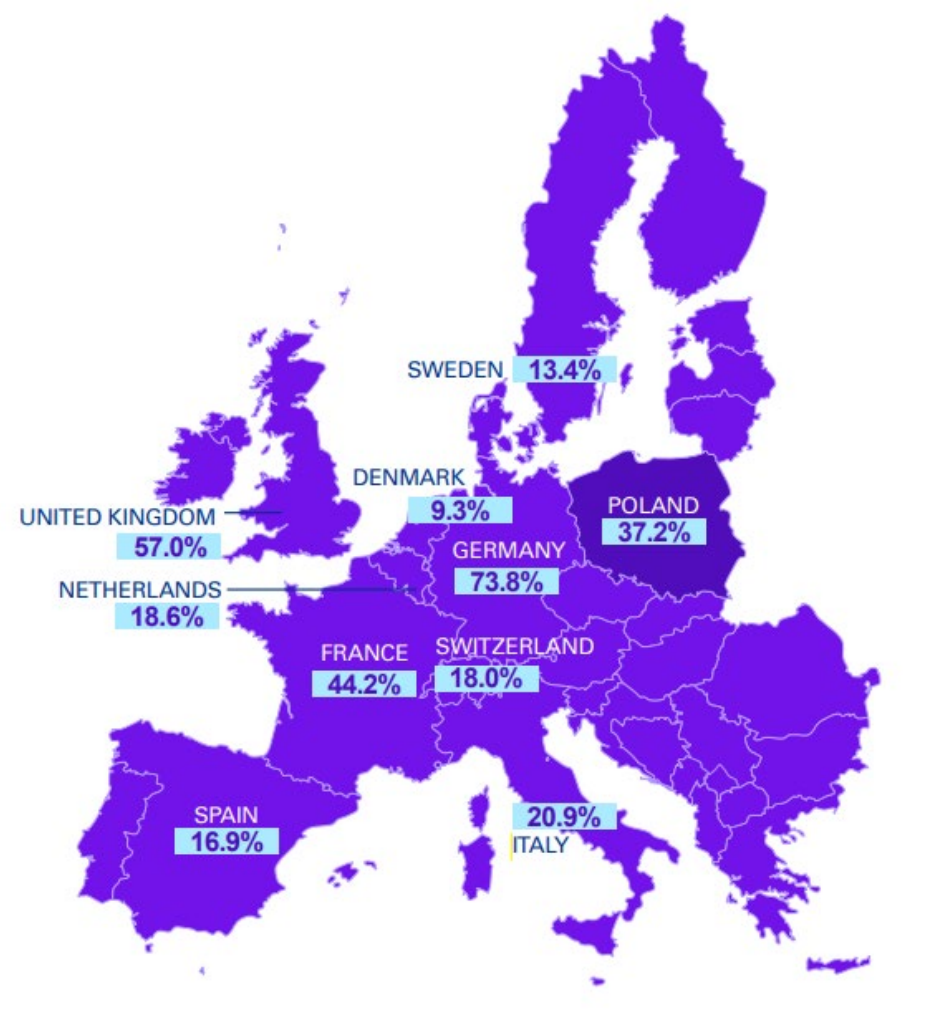 SWEDEN 13.4%
DENMARK
9.3%
POLAND
37.2%
UNITED KINGDOM
57.0%
GERMANY
73.8%
NETHERLANDS
18.6%
FRANCE
44.2%
SWITZERLAND
18.0%
SPAIN
16.9%
20.9%
ITALY